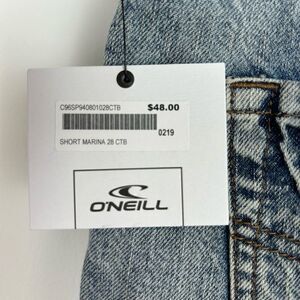 C96SP940801028CTB $48.00
0219
SHORT MARINA 28 CTB
O'NEILL